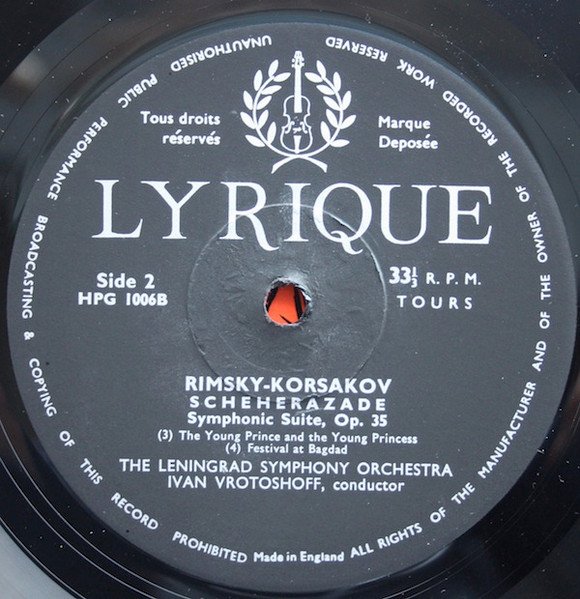 ALL RIGHTS OF THE MANUFACTURER AND OF THE OWNER OF THE RECORDED WORK RESERVED
UNAUTHORISED PUBLIC PERFORMANCE BROADCASTING & COPYING OF THIS RECORD PROHIBITED
Tous droits
réservés
Marque
Deposée
LYRIQUE
Side 2
HPG 1006B
33⅓ R. P. M.
TOURS
RIMSKY-KORSAKOV
SCHEHERAZADE
Symphonic Suite, Op. 35
(3) The Young Prince and the Young Princess
(4) Festival at Bagdad
THE LENINGRAD SYMPHONY ORCHESTRA
IVAN VROTOSHOFF, conductor
Made in England